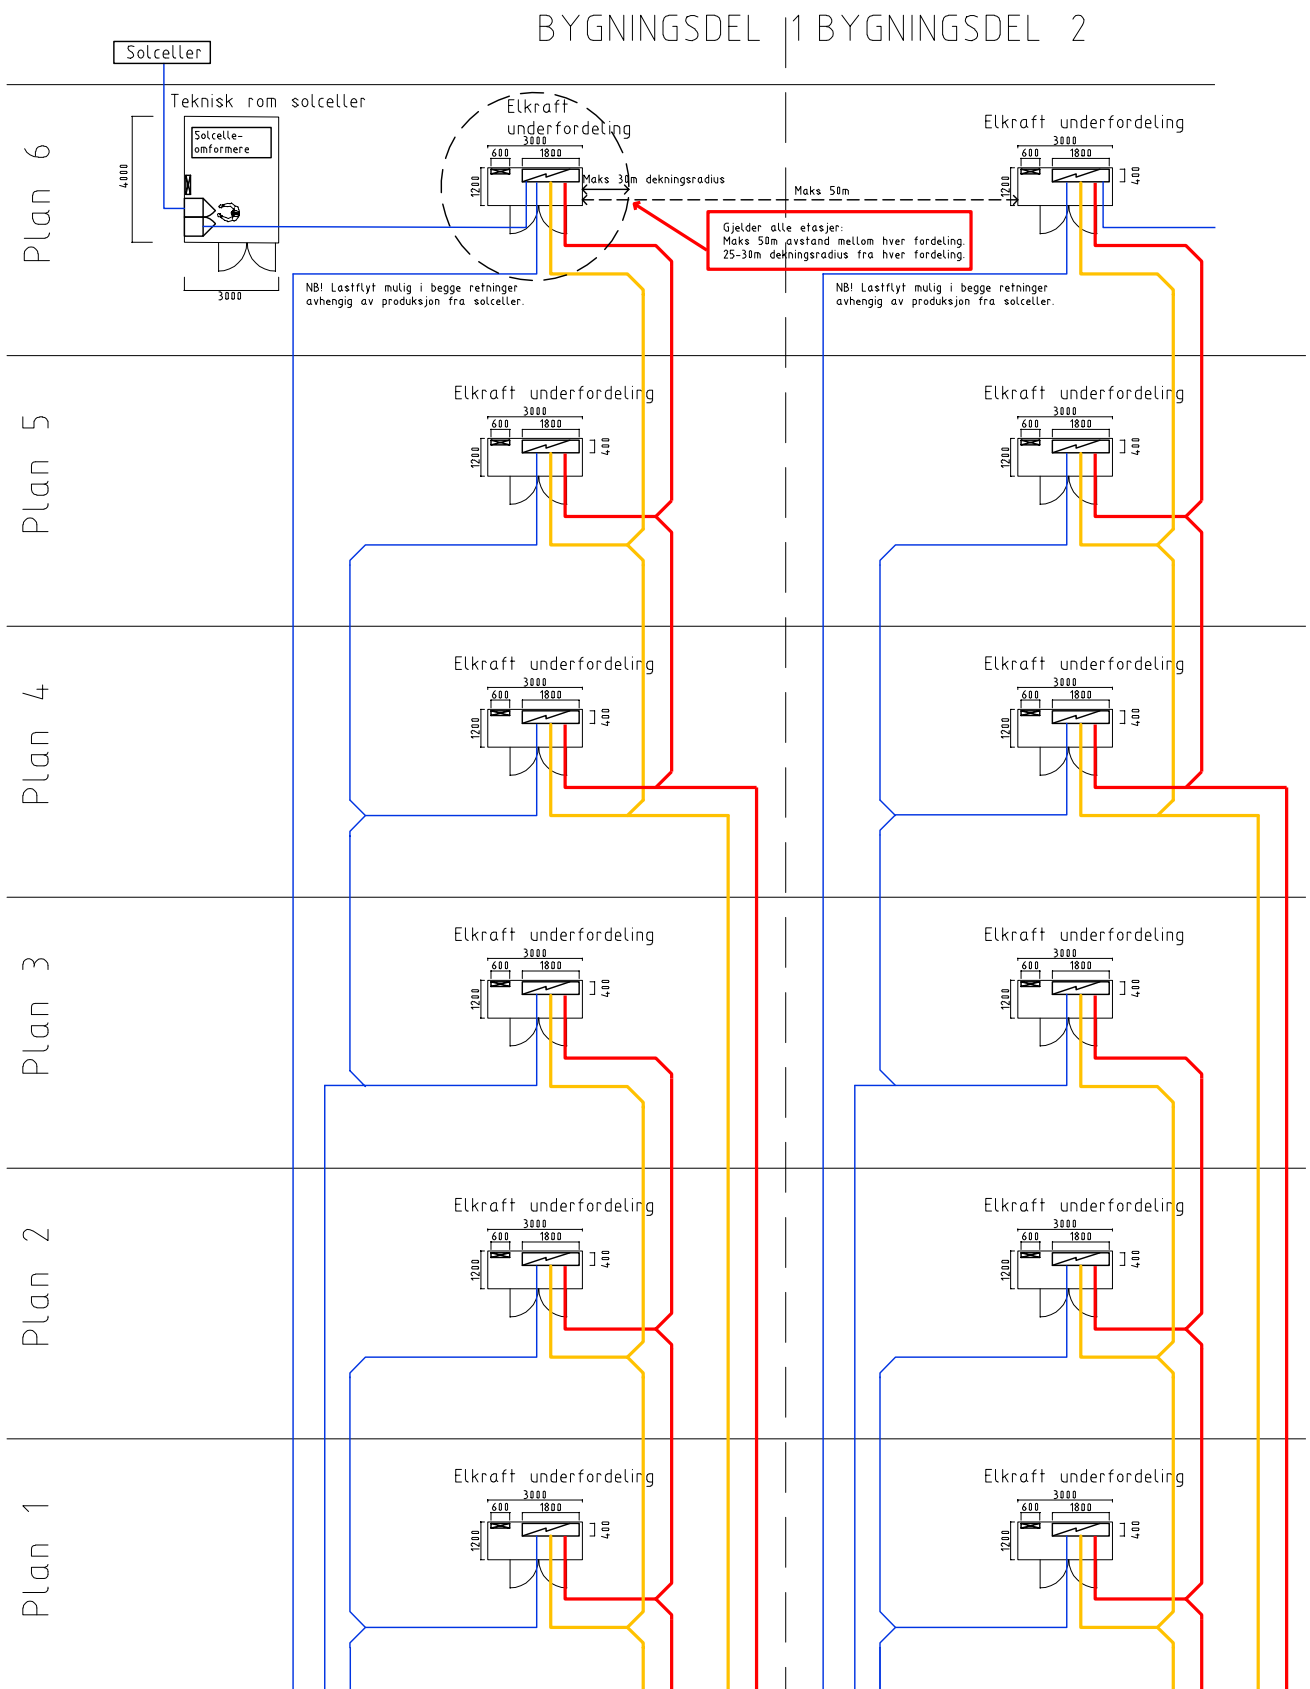 BYGNINGSDEL 1 BYGNINGSDEL 2
Solceller
Plan 6
Teknisk rom solceller
Solcelle-
omformere
4000
3000
Elkraft
underfordeling
3000
600 1800
1200
Maks 30m dekningsradius
Maks 50m
Gjelder alle etasjer:
Maks 50m avstand mellom hver fordeling.
25-30m dekningsradius fra hver fordeling.
NB! Lastflyt mulig i begge retninger
avhengig av produksjon fra solceller.
Elkraft underfordeling
3000
600 1800
1200
400
NB! Lastflyt mulig i begge retninger
avhengig av produksjon fra solceller.
Plan 5
Elkraft underfordeling
3000
600 1800
1200
400
Elkraft underfordeling
3000
600 1800
1200
400
Plan 4
Elkraft underfordeling
3000
600 1800
1200
400
Elkraft underfordeling
3000
600 1800
1200
400
Plan 3
Elkraft underfordeling
3000
600 1800
1200
400
Elkraft underfordeling
3000
600 1800
1200
400
Plan 2
Elkraft underfordeling
3000
600 1800
1200
400
Elkraft underfordeling
3000
600 1800
1200
400
Plan 1
Elkraft underfordeling
3000
600 1800
1200
400
Elkraft underfordeling
3000
600 1800
1200
400